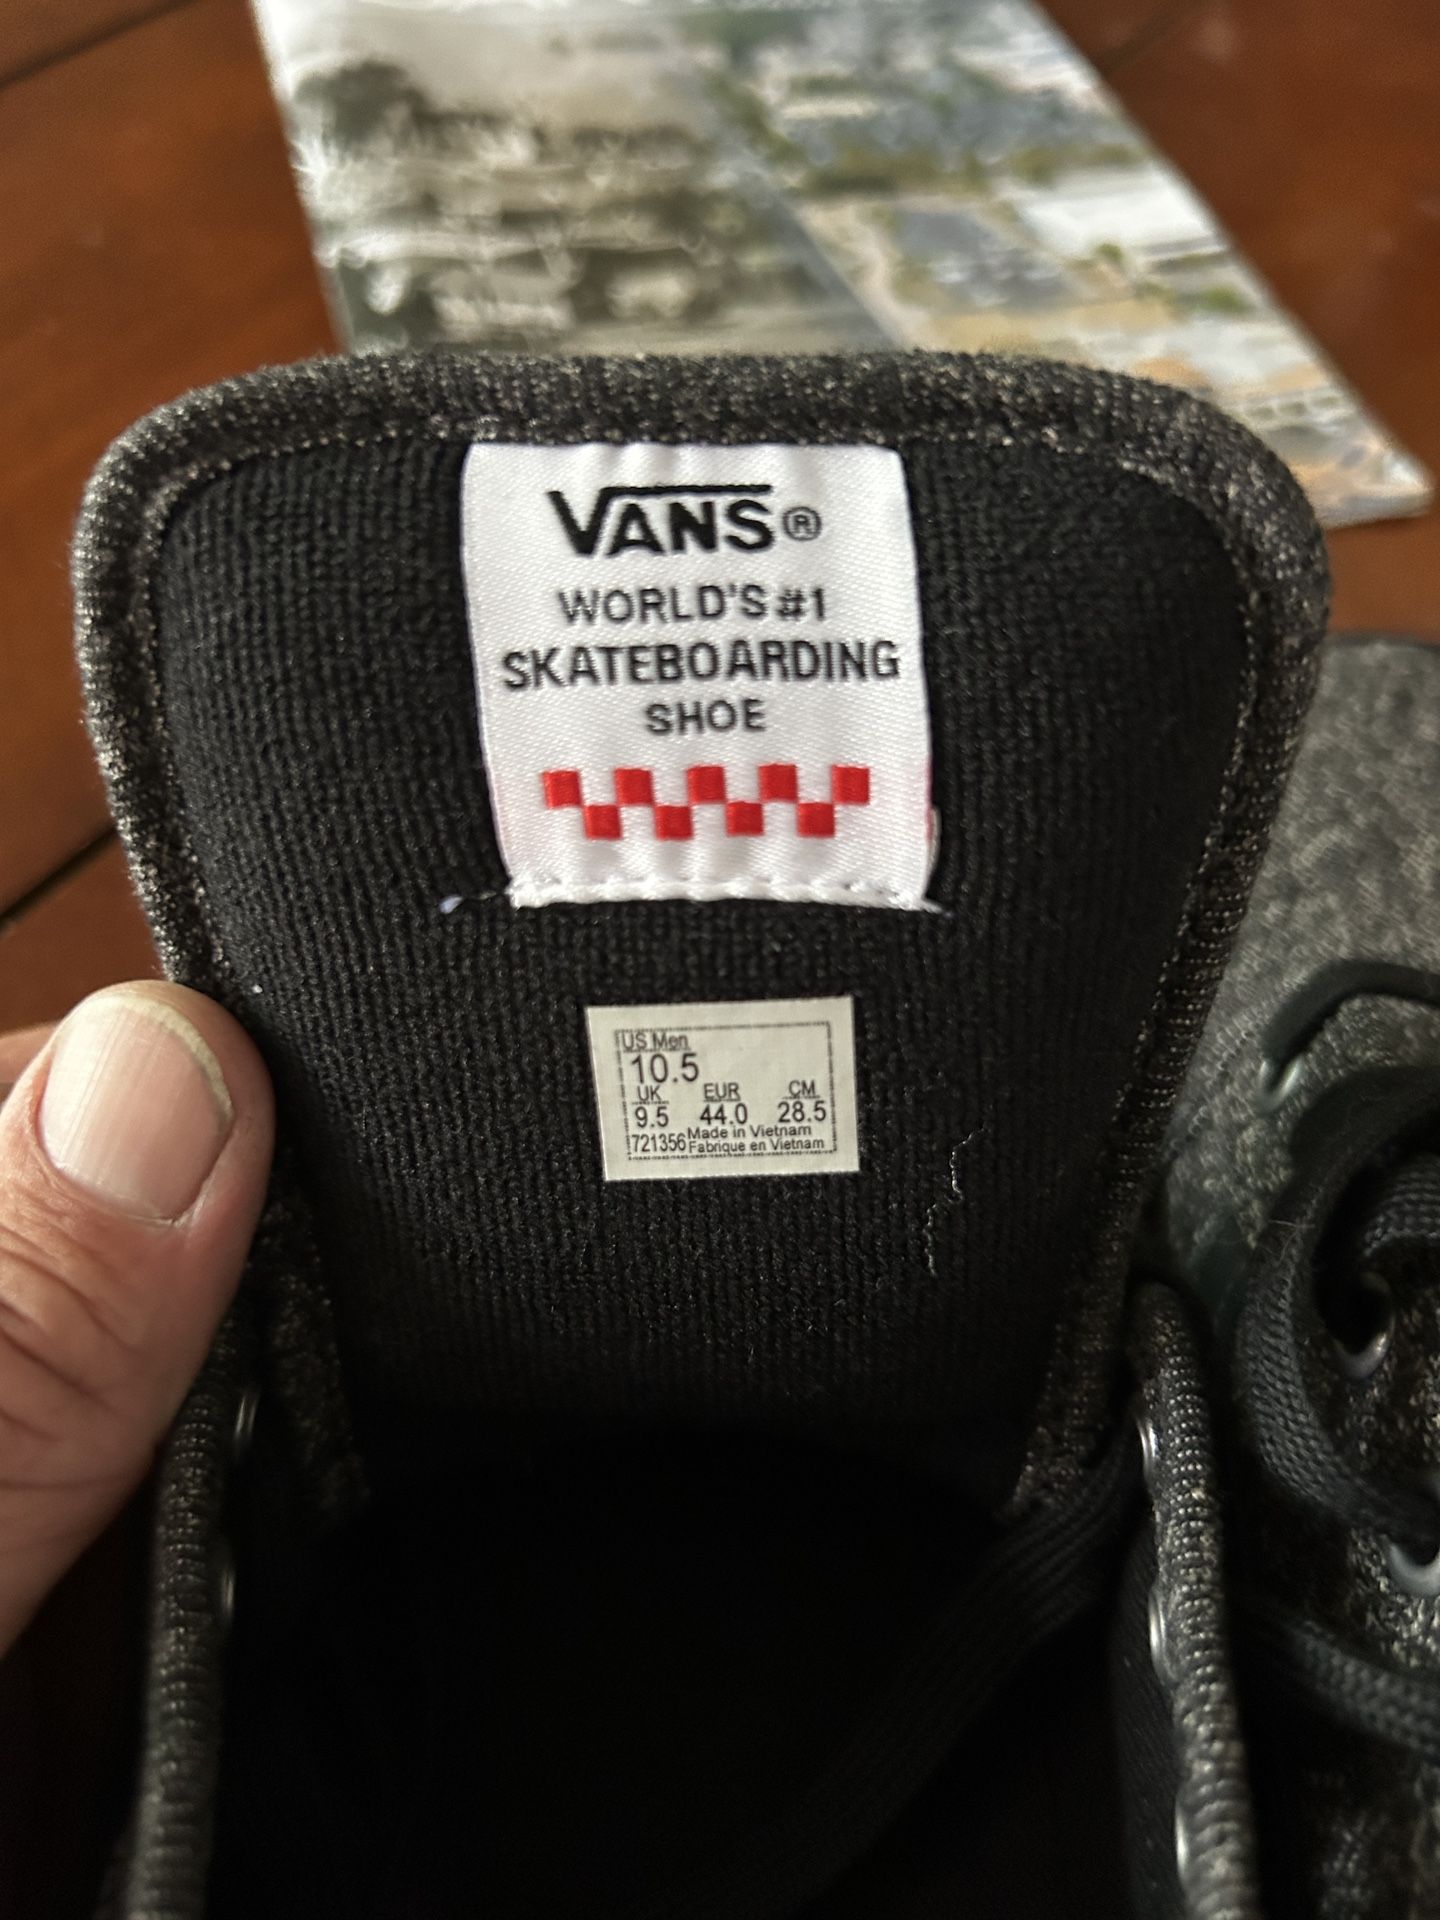 VANS®
WORLD'S #1
SKATEBOARDING
SHOE
US Men
10.5
UK EUR CM
9.5 44.0 28.5
721356 Made in Vietnam
Fabrique en Vietnam